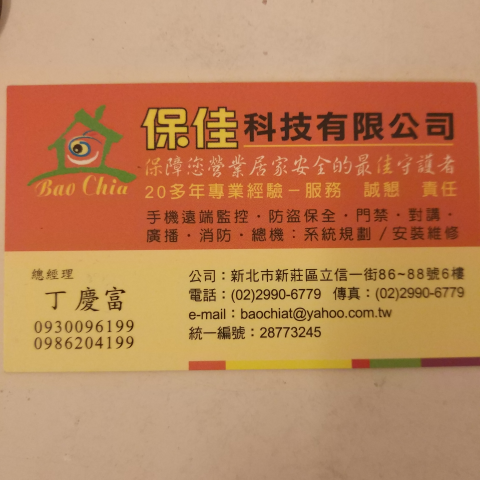 保佳科技有限公司
Bao Chia
保障您營業居家安全的最佳守護者
20多年專業經驗－服務 誠懇 責任
手機遠端監控・防盜保全・門禁・對講・
廣播・消防・總機：系統規劃／安裝維修
總經理
丁慶富
0930096199
0986204199
公司：新北市新莊區立信一街86~88號6樓
電話：(02)2990-6779 傳真：(02)2990-6779
e-mail：baochiat@yahoo.com.tw
統一編號：28773245